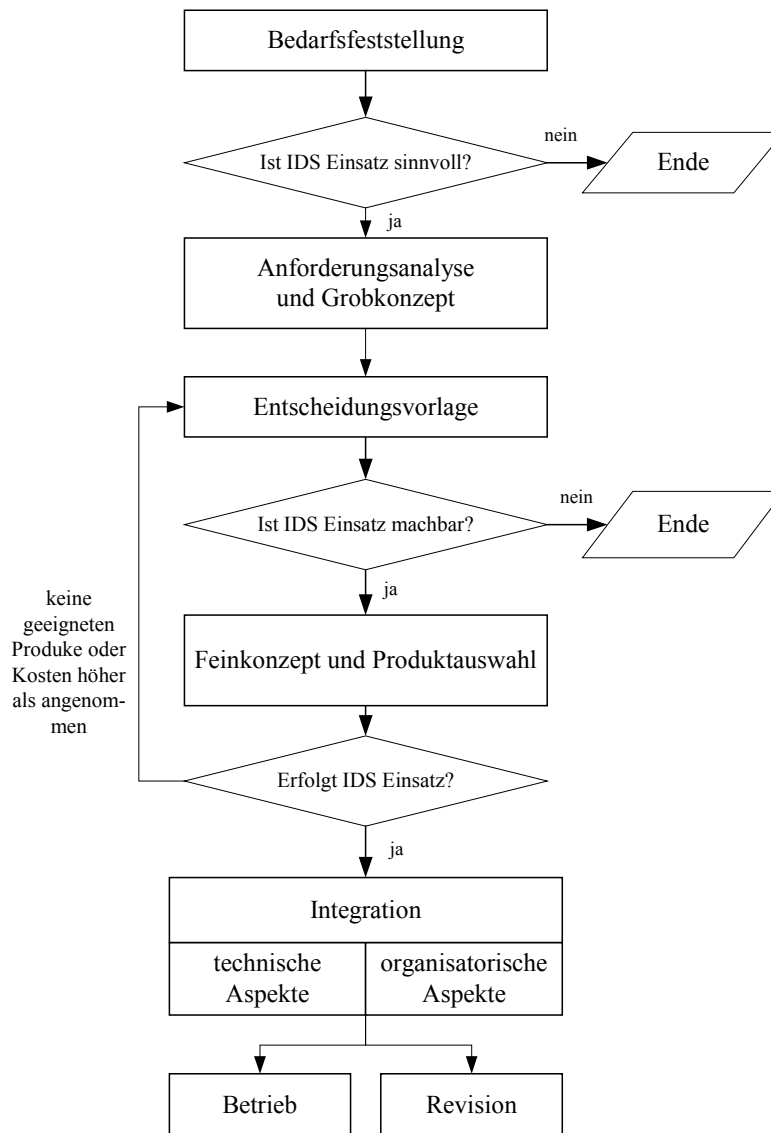 Bedarfsfeststellung
nein
Ist IDS Einsatz sinnvoll?
Ende
ja
Anforderungsanalyse
und Grobkonzept
Entscheidungsvorlage
nein
Ist IDS Einsatz machbar?
Ende
ja
keine
geeigneten
Produke oder
Kosten höher
als angenom-
men
Feinkonzept und Produktauswahl
Erfolgt IDS Einsatz?
ja
Integration
technische
Aspekte
organisatorische
Aspekte
Betrieb
Revision